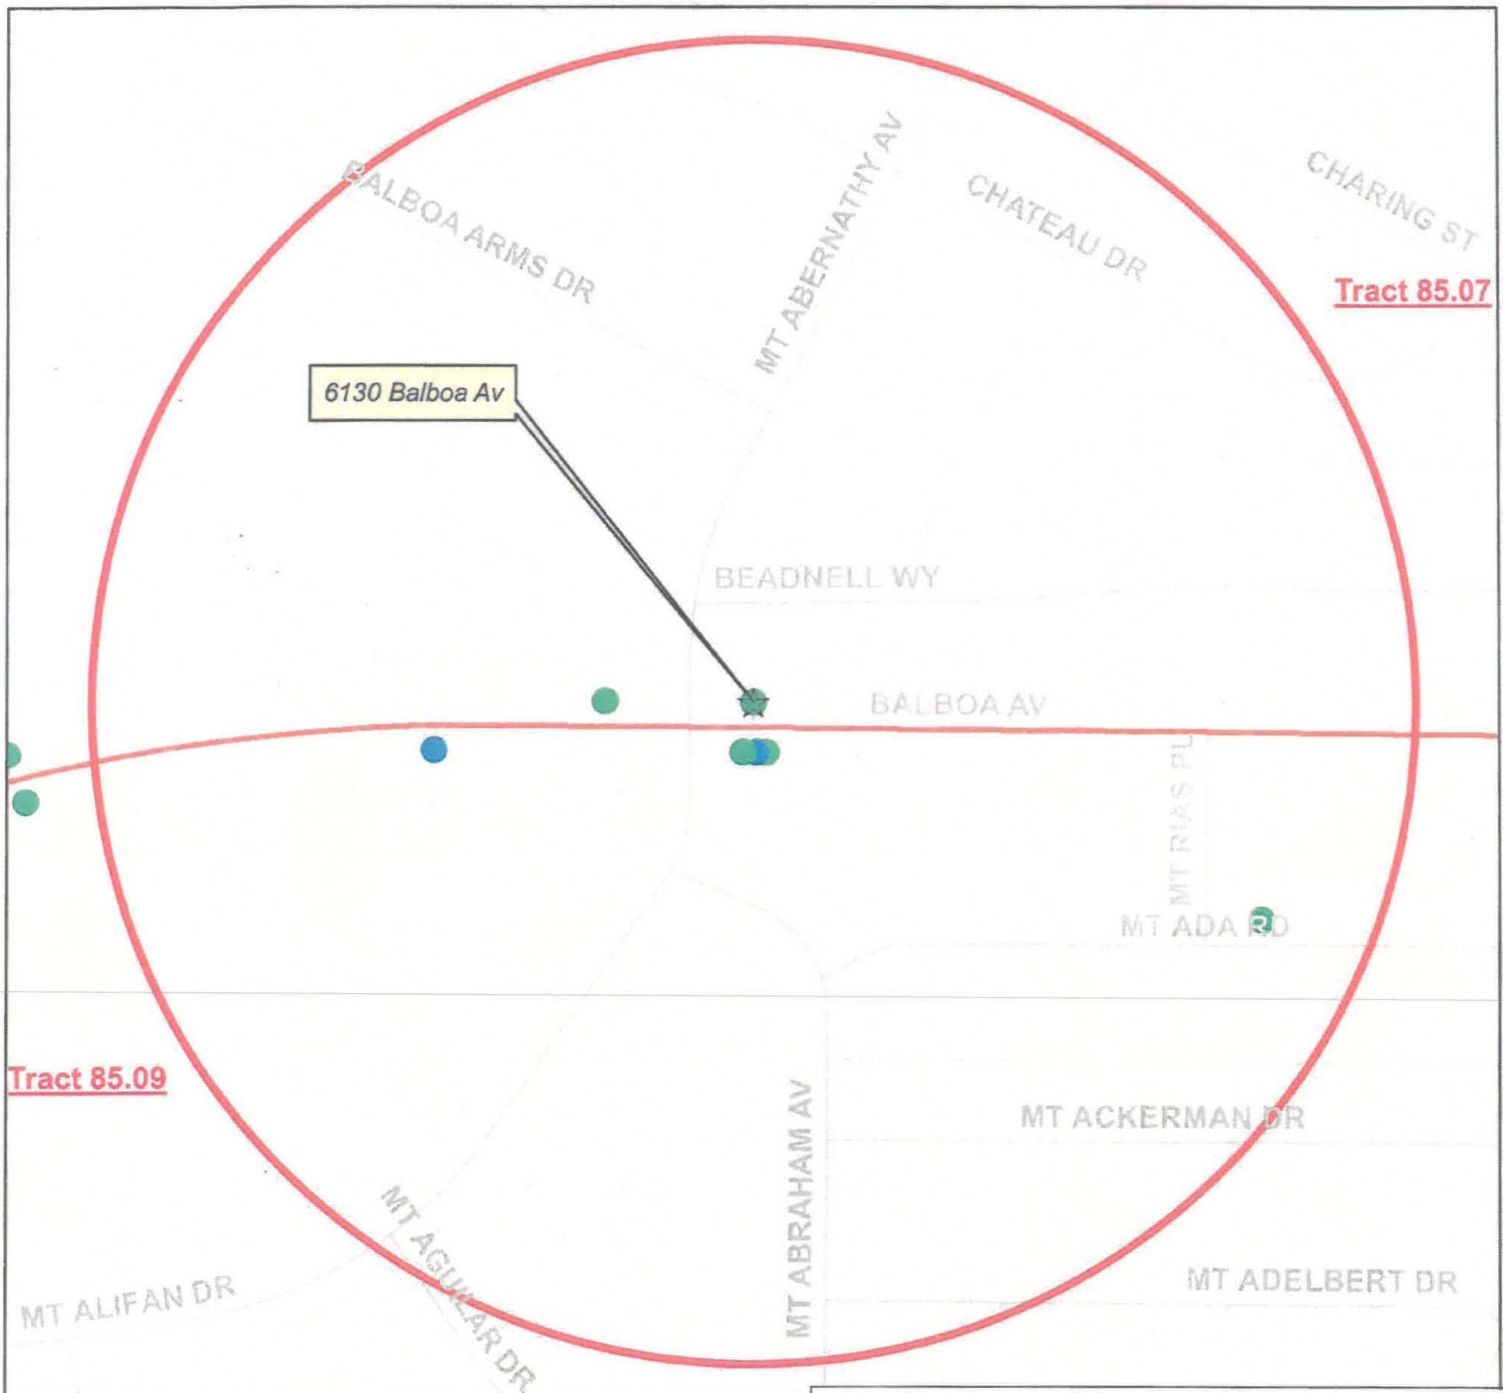 BALBOA ARMS DR
MT ABERNATHY AV
CHATEAU DR
CHARING ST
Tract 85.07
6130 Balboa Av
BEADNELL WY
BALBOA AV
MT RIAS PL
MT ADA RD
Tract 85.09
MT ACKERMAN DR
MT ABRAHAM AV
MT AGUILAR DR
MT ALIFAN DR
MT ADELBERT DR